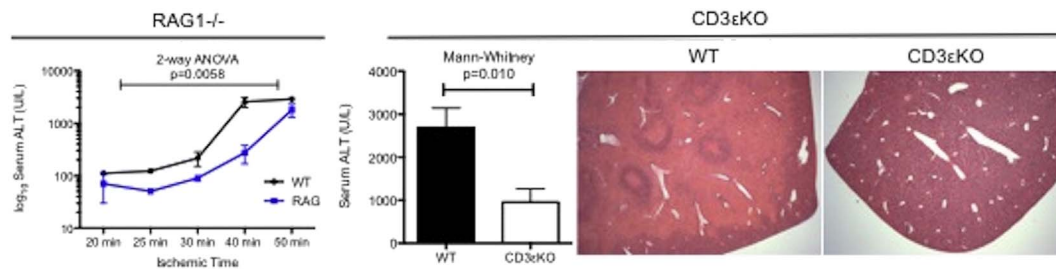 RAG1-/-
2-way ANOVA
p=0.0058
log₁₀ Serum ALT (U/L)
10000
1000
100
10
WT
RAG
20 min 25 min 30 min 40 min 50 min
Ischemic Time
CD3εKO
Mann-Whitney
p=0.010
Serum ALT (U/L)
4000
3000
2000
1000
0
WT CD3εKO
WT
CD3εKO